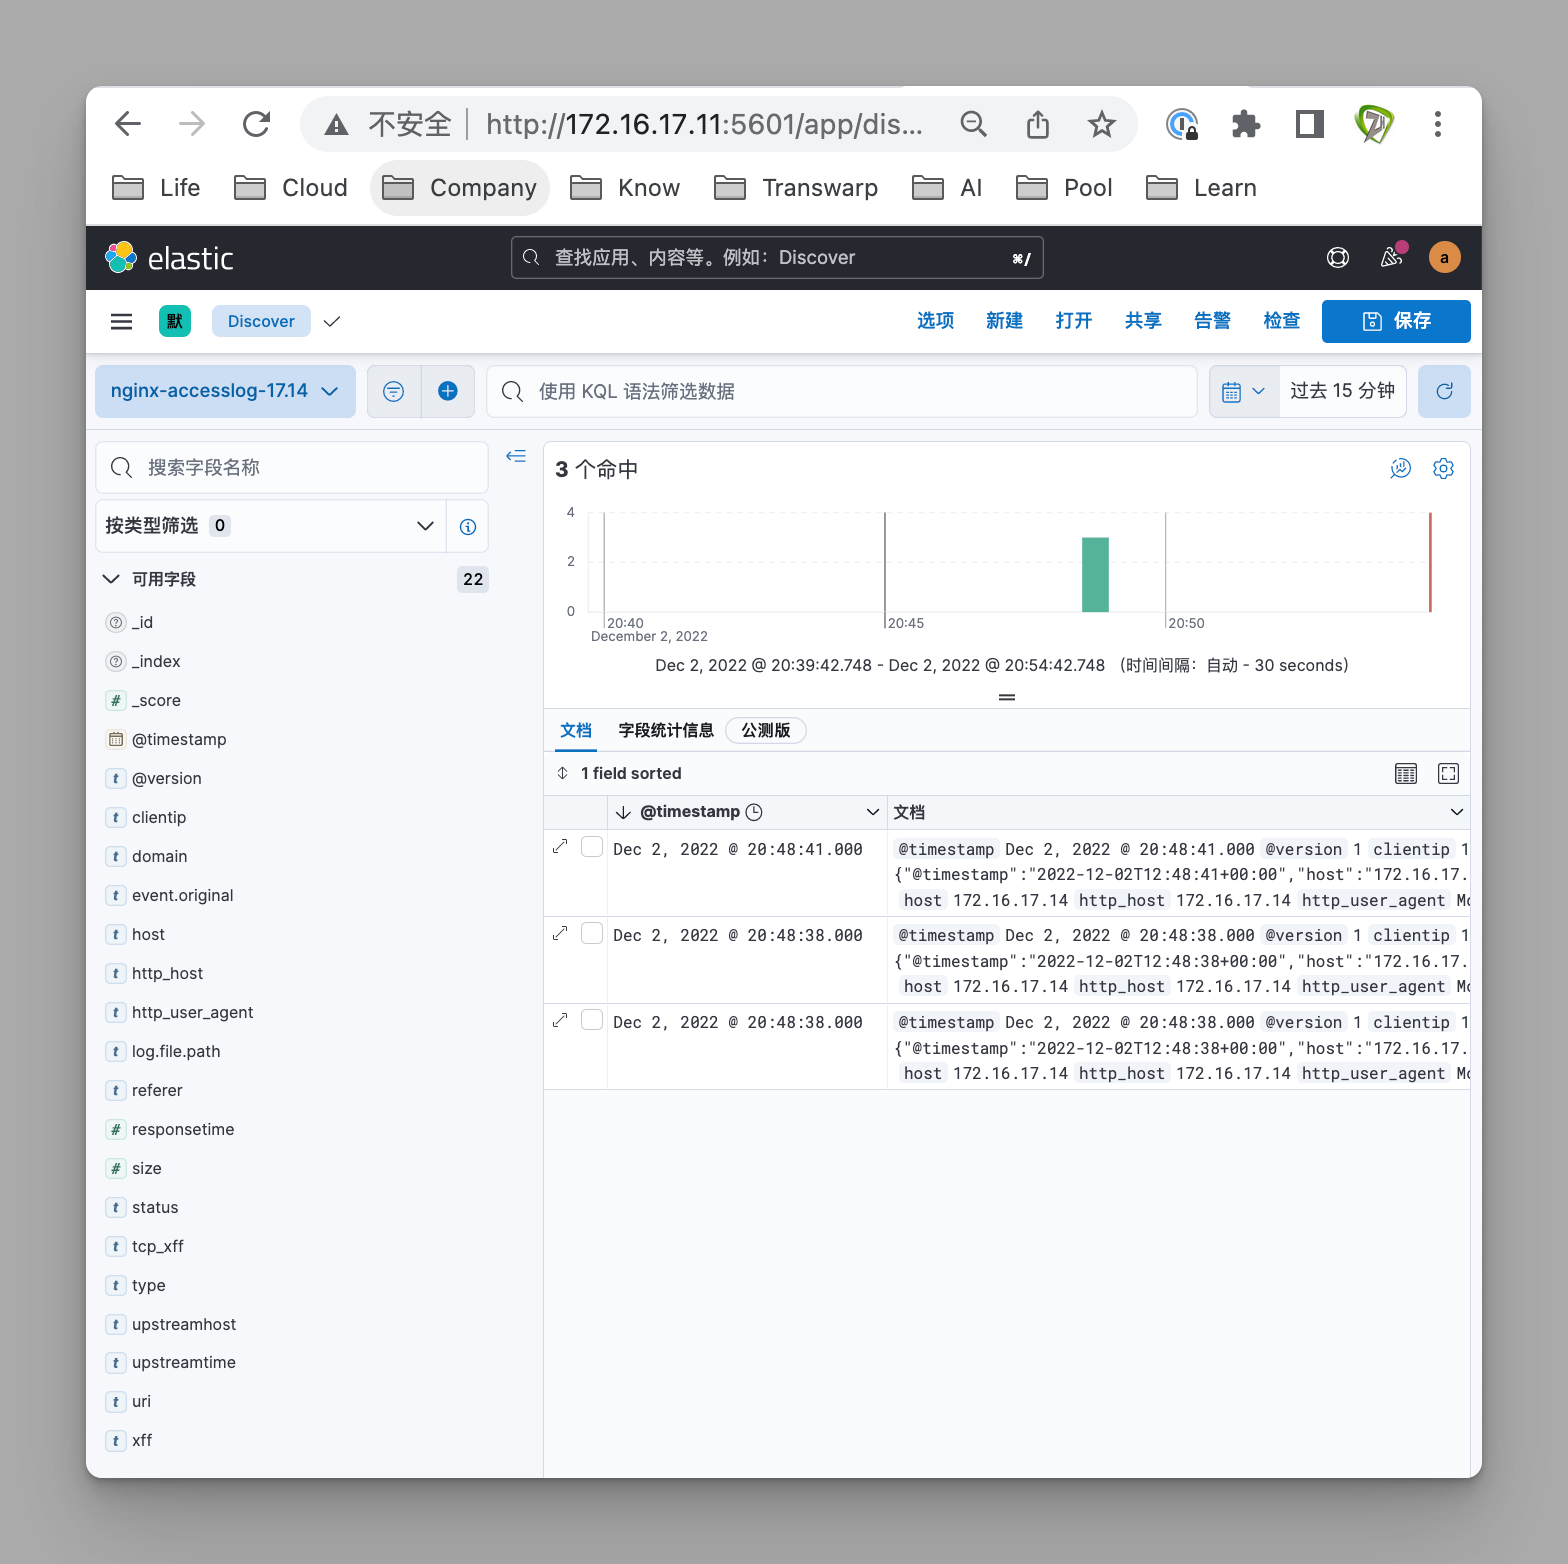 不安全 http://172.16.17.11:5601/app/dis...
Life Cloud Company Know Transwarp AI Pool Learn
elastic 查找应用、内容等。例如：Discover ⌘/ a
默 Discover 选项 新建 打开 共享 告警 检查 保存
nginx-accesslog-17.14 使用 KQL 语法筛选数据 过去 15 分钟
搜索字段名称
按类型筛选 0
可用字段 22
_id
_index
_score
@timestamp
@version
clientip
domain
event.original
host
http_host
http_user_agent
log.file.path
referer
responsetime
size
status
tcp_xff
type
upstreamhost
upstreamtime
uri
xff
3 个命中
4
2
0
20:40 20:45 20:50
December 2, 2022
Dec 2, 2022 @ 20:39:42.748 - Dec 2, 2022 @ 20:54:42.748 （时间间隔：自动 - 30 seconds）
文档 字段统计信息 公测版
1 field sorted
@timestamp 文档
Dec 2, 2022 @ 20:48:41.000 @timestamp Dec 2, 2022 @ 20:48:41.000 @version 1 clientip 1
{"@timestamp":"2022-12-02T12:48:41+00:00","host":"172.16.17.
host 172.16.17.14 http_host 172.16.17.14 http_user_agent Mo
Dec 2, 2022 @ 20:48:38.000 @timestamp Dec 2, 2022 @ 20:48:38.000 @version 1 clientip 1
{"@timestamp":"2022-12-02T12:48:38+00:00","host":"172.16.17.
host 172.16.17.14 http_host 172.16.17.14 http_user_agent Mo
Dec 2, 2022 @ 20:48:38.000 @timestamp Dec 2, 2022 @ 20:48:38.000 @version 1 clientip 1
{"@timestamp":"2022-12-02T12:48:38+00:00","host":"172.16.17.
host 172.16.17.14 http_host 172.16.17.14 http_user_agent Mo